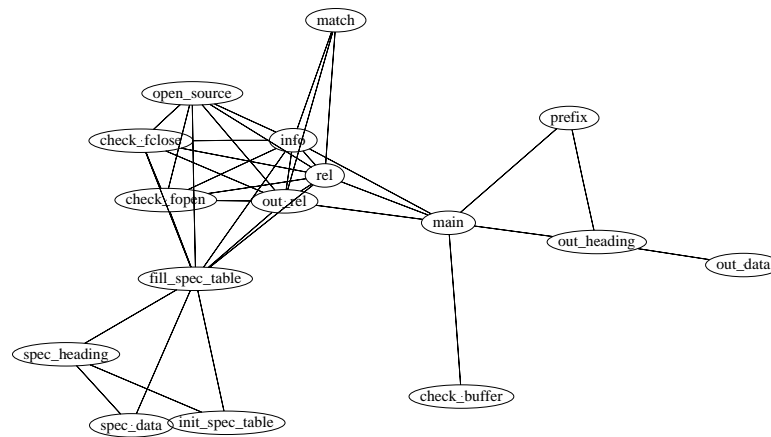 match
open_source
prefix
check_fclose
info
rel
check_fopen
out_rel
main
out_heading
out_data
fill_spec_table
spec_heading
check_buffer
spec_data
init_spec_table